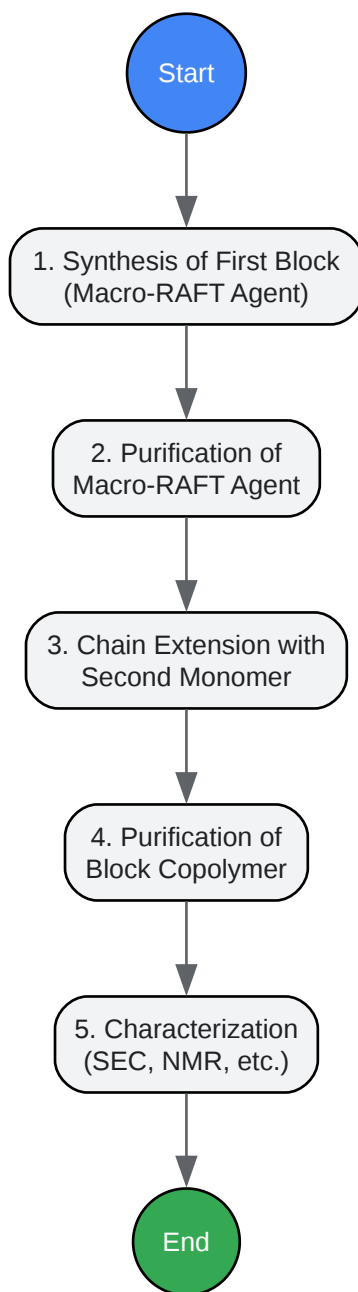 Start
1. Synthesis of First Block
(Macro-RAFT Agent)
2. Purification of
Macro-RAFT Agent
3. Chain Extension with
Second Monomer
4. Purification of
Block Copolymer
5. Characterization
(SEC, NMR, etc.)
End